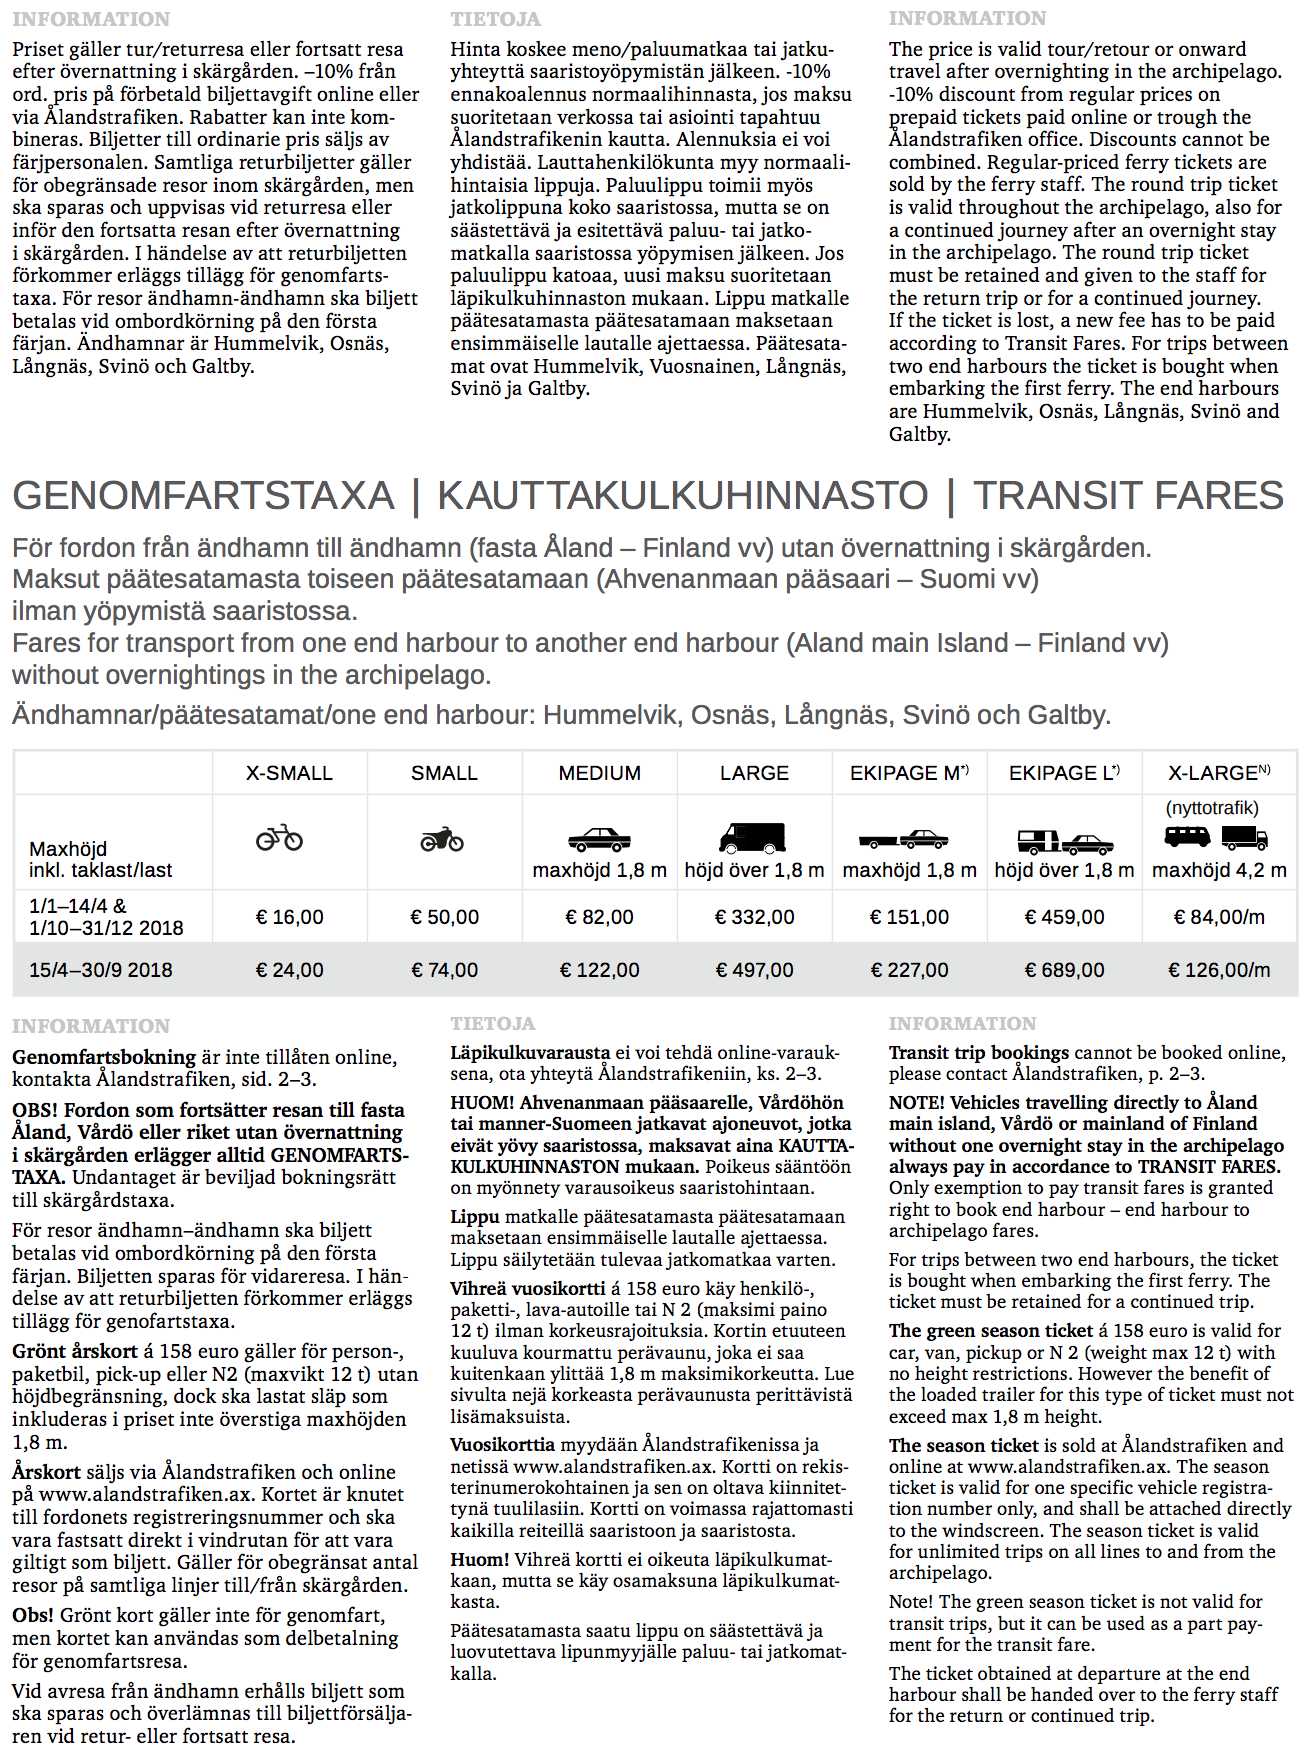 INFORMATION
Priset gäller tur/returresa eller fortsatt resa
efter övernattning i skärgården. –10% från
ord. pris på förbetald biljettavgift online eller
via Ålandstrafiken. Rabatter kan inte kom-
bineras. Biljetter till ordinarie pris säljs av
färjpersonalen. Samtliga returbiljetter gäller
för obegränsade resor inom skärgården, men
ska sparas och uppvisas vid returresa eller
inför den fortsatta resan efter övernattning
i skärgården. I händelse av att returbiljetten
förkommer erläggs tillägg för genomfarts-
taxa. För resor ändhamn-ändhamn ska biljett
betalas vid ombordkörning på den första
färjan. Ändhamnar är Hummelvik, Osnäs,
Långnäs, Svinö och Galtby.
TIETOJA
Hinta koskee meno/paluumatkaa tai jatku-
yhteyttä saaristoyöpymistän jälkeen. -10%
ennakoalennus normaalihinnasta, jos maksu
suoritetaan verkossa tai asiointi tapahtuu
Ålandstrafikenin kautta. Alennuksia ei voi
yhdistää. Lauttahenkilökunta myy normaali-
hintaisia lippuja. Paluulippu toimii myös
jatkolippuna koko saaristossa, mutta se on
säästettävä ja esitettävä paluu- tai jatko-
matkalla saaristossa yöpymisen jälkeen. Jos
paluulippu katoaa, uusi maksu suoritetaan
läpikulkuhinnaston mukaan. Lippu matkalle
päätesatamasta päätesatamaan maksetaan
ensimmäiselle lautalle ajettaessa. Päätesata-
mat ovat Hummelvik, Vuosnainen, Långnäs,
Svinö ja Galtby.
INFORMATION
The price is valid tour/retour or onward
travel after overnighting in the archipelago.
-10% discount from regular prices on
prepaid tickets paid online or trough the
Ålandstrafiken office. Discounts cannot be
combined. Regular-priced ferry tickets are
sold by the ferry staff. The round trip ticket
is valid throughout the archipelago, also for
a continued journey after an overnight stay
in the archipelago. The round trip ticket
must be retained and given to the staff for
the return trip or for a continued journey.
If the ticket is lost, a new fee has to be paid
according to Transit Fares. For trips between
two end harbours the ticket is bought when
embarking the first ferry. The end harbours
are Hummelvik, Osnäs, Långnäs, Svinö and
Galtby.
GENOMFARTSTAXA | KAUTTAKULKUHINNASTO | TRANSIT FARES
För fordon från ändhamn till ändhamn (fasta Åland – Finland vv) utan övernattning i skärgården.
Maksut päätesatamasta toiseen päätesatamaan (Ahvenanmaan pääsaari – Suomi vv)
ilman yöpymistä saaristossa.
Fares for transport from one end harbour to another end harbour (Aland main Island – Finland vv)
without overnightings in the archipelago.
Ändhamnar/päätesatamat/one end harbour: Hummelvik, Osnäs, Långnäs, Svinö och Galtby.
X-SMALL SMALL MEDIUM LARGE EKIPAGE M*) EKIPAGE L*) X-LARGEN)
(nyttotrafik)
Maxhöjd
inkl. taklast/last maxhöjd 1,8 m höjd över 1,8 m maxhöjd 1,8 m höjd över 1,8 m maxhöjd 4,2 m
1/1–14/4 &
1/10–31/12 2018 € 16,00 € 50,00 € 82,00 € 332,00 € 151,00 € 459,00 € 84,00/m
15/4–30/9 2018 € 24,00 € 74,00 € 122,00 € 497,00 € 227,00 € 689,00 € 126,00/m
INFORMATION
Genomfartsbokning är inte tillåten online,
kontakta Ålandstrafiken, sid. 2–3.
OBS! Fordon som fortsätter resan till fasta
Åland, Vårdö eller riket utan övernattning
i skärgården erlägger alltid GENOMFARTS-
TAXA. Undantaget är beviljad bokningsrätt
till skärgårdstaxa.
För resor ändhamn–ändhamn ska biljett
betalas vid ombordkörning på den första
färjan. Biljetten sparas för vidareresa. I hän-
delse av att returbiljetten förkommer erläggs
tillägg för genofartstaxa.
Grönt årskort á 158 euro gäller för person-,
paketbil, pick-up eller N2 (maxvikt 12 t) utan
höjdbegränsning, dock ska lastat släp som
inkluderas i priset inte överstiga maxhöjden
1,8 m.
Årskort säljs via Ålandstrafiken och online
på www.alandstrafiken.ax. Kortet är knutet
till fordonets registreringsnummer och ska
vara fastsatt direkt i vindrutan för att vara
giltigt som biljett. Gäller för obegränsat antal
resor på samtliga linjer till/från skärgården.
Obs! Grönt kort gäller inte för genomfart,
men kortet kan användas som delbetalning
för genomfartsresa.
Vid avresa från ändhamn erhålls biljett som
ska sparas och överlämnas till biljettförsälja-
ren vid retur- eller fortsatt resa.
TIETOJA
Läpikulkuvarausta ei voi tehdä online-varauk-
sena, ota yhteyttä Ålandstrafikeniin, ks. 2–3.
HUOM! Ahvenanmaan pääsaarelle, Vårdöhön
tai manner-Suomeen jatkavat ajoneuvot, jotka
eivät yövy saaristossa, maksavat aina KAUTTA-
KULKUHINNASTON mukaan. Poikeus sääntöön
on myönnety varausoikeus saaristohintaan.
Lippu matkalle päätesatamasta päätesatamaan
maksetaan ensimmäiselle lautalle ajettaessa.
Lippu säilytetään tulevaa jatkomatkaa varten.
Vihreä vuosikortti á 158 euro käy henkilö-,
paketti-, lava-autoille tai N 2 (maksimi paino
12 t) ilman korkeusrajoituksia. Kortin etuuteen
kuuluva kourmattu perävaunu, joka ei saa
kuitenkaan ylittää 1,8 m maksimikorkeutta. Lue
sivulta nejä korkeasta perävaunusta perittävistä
lisämaksuista.
Vuosikorttia myydään Ålandstrafikenissa ja
netissä www.alandstrafiken.ax. Kortti on rekis-
terinumerokohtainen ja sen on oltava kiinnitet-
tynä tuulilasiin. Kortti on voimassa rajattomasti
kaikilla reiteillä saaristoon ja saaristosta.
Huom! Vihreä kortti ei oikeuta läpikulkumat-
kaan, mutta se käy osamaksuna läpikulkumat-
kasta.
Päätesatamasta saatu lippu on säästettävä ja
luovutettava lipunmyyjälle paluu- tai jatkomat-
kalla.
INFORMATION
Transit trip bookings cannot be booked online,
please contact Ålandstrafiken, p. 2–3.
NOTE! Vehicles travelling directly to Åland
main island, Vårdö or mainland of Finland
without one overnight stay in the archipelago
always pay in accordance to TRANSIT FARES.
Only exemption to pay transit fares is granted
right to book end harbour – end harbour to
archipelago fares.
For trips between two end harbours, the ticket
is bought when embarking the first ferry. The
ticket must be retained for a continued trip.
The green season ticket á 158 euro is valid for
car, van, pickup or N 2 (weight max 12 t) with
no height restrictions. However the benefit of
the loaded trailer for this type of ticket must not
exceed max 1,8 m height.
The season ticket is sold at Ålandstrafiken and
online at www.alandstrafiken.ax. The season
ticket is valid for one specific vehicle registra-
tion number only, and shall be attached directly
to the windscreen. The season ticket is valid
for unlimited trips on all lines to and from the
archipelago.
Note! The green season ticket is not valid for
transit trips, but it can be used as a part pay-
ment for the transit fare.
The ticket obtained at departure at the end
harbour shall be handed over to the ferry staff
for the return or continued trip.